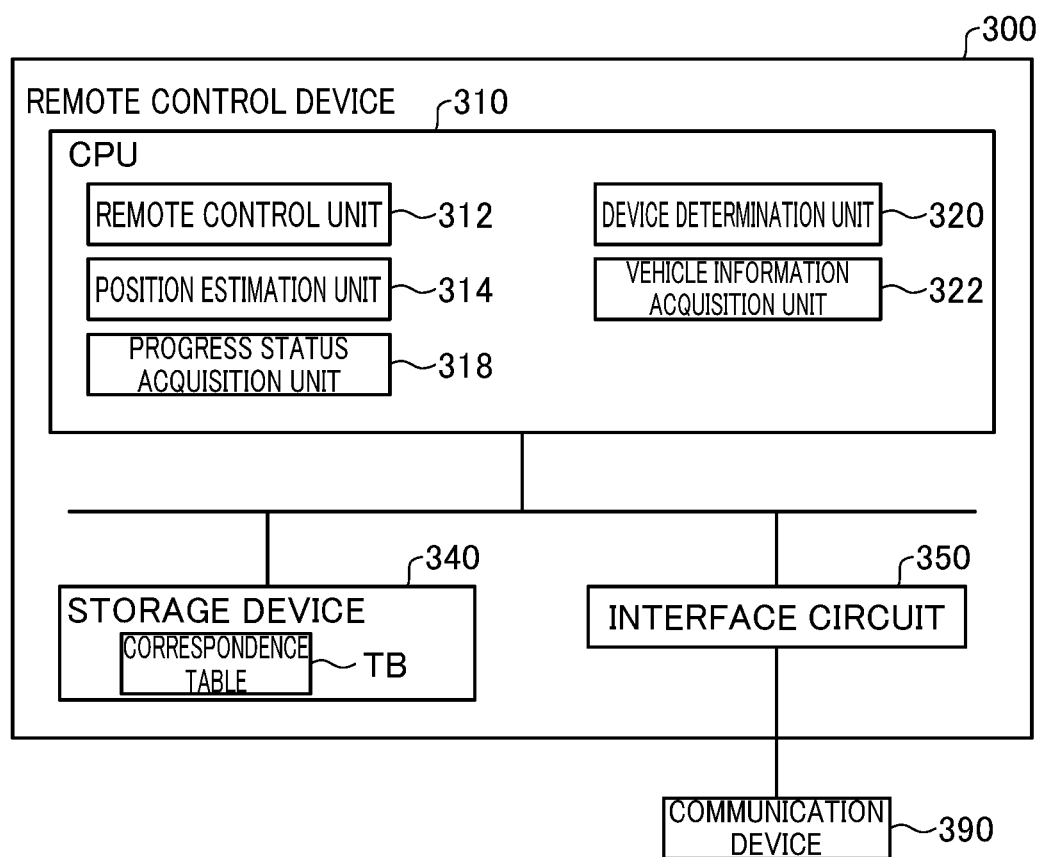 300
REMOTE CONTROL DEVICE
310
CPU
REMOTE CONTROL UNIT 312
POSITION ESTIMATION UNIT 314
PROGRESS STATUS
ACQUISITION UNIT 318
DEVICE DETERMINATION UNIT 320
VEHICLE INFORMATION
ACQUISITION UNIT 322
340
STORAGE DEVICE
CORRESPONDENCE
TABLE TB
350
INTERFACE CIRCUIT
COMMUNICATION
DEVICE 390